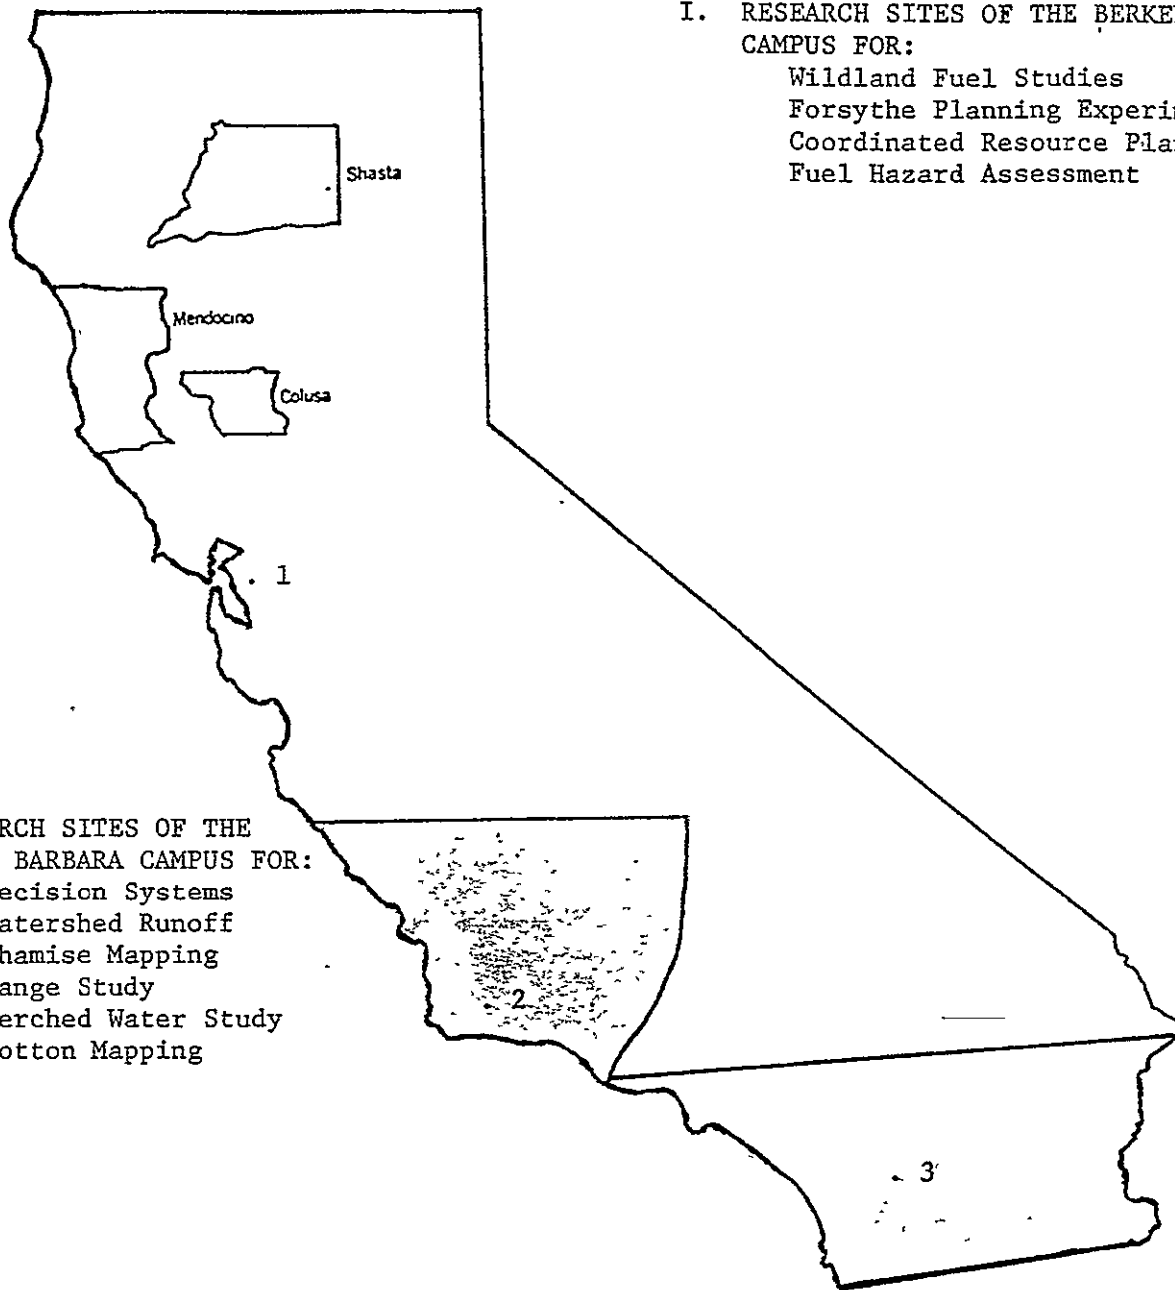 I. RESEARCH SITES OF THE BERKE
CAMPUS FOR:
Wildland Fuel Studies
Forsythe Planning Experi
Coordinated Resource Pla
Fuel Hazard Assessment
Shasta
Mendocino
Colusa
1
RCH SITES OF THE
BARBARA CAMPUS FOR:
ecision Systems
atershed Runoff
hamise Mapping
ange Study
erched Water Study
otton Mapping
2
3